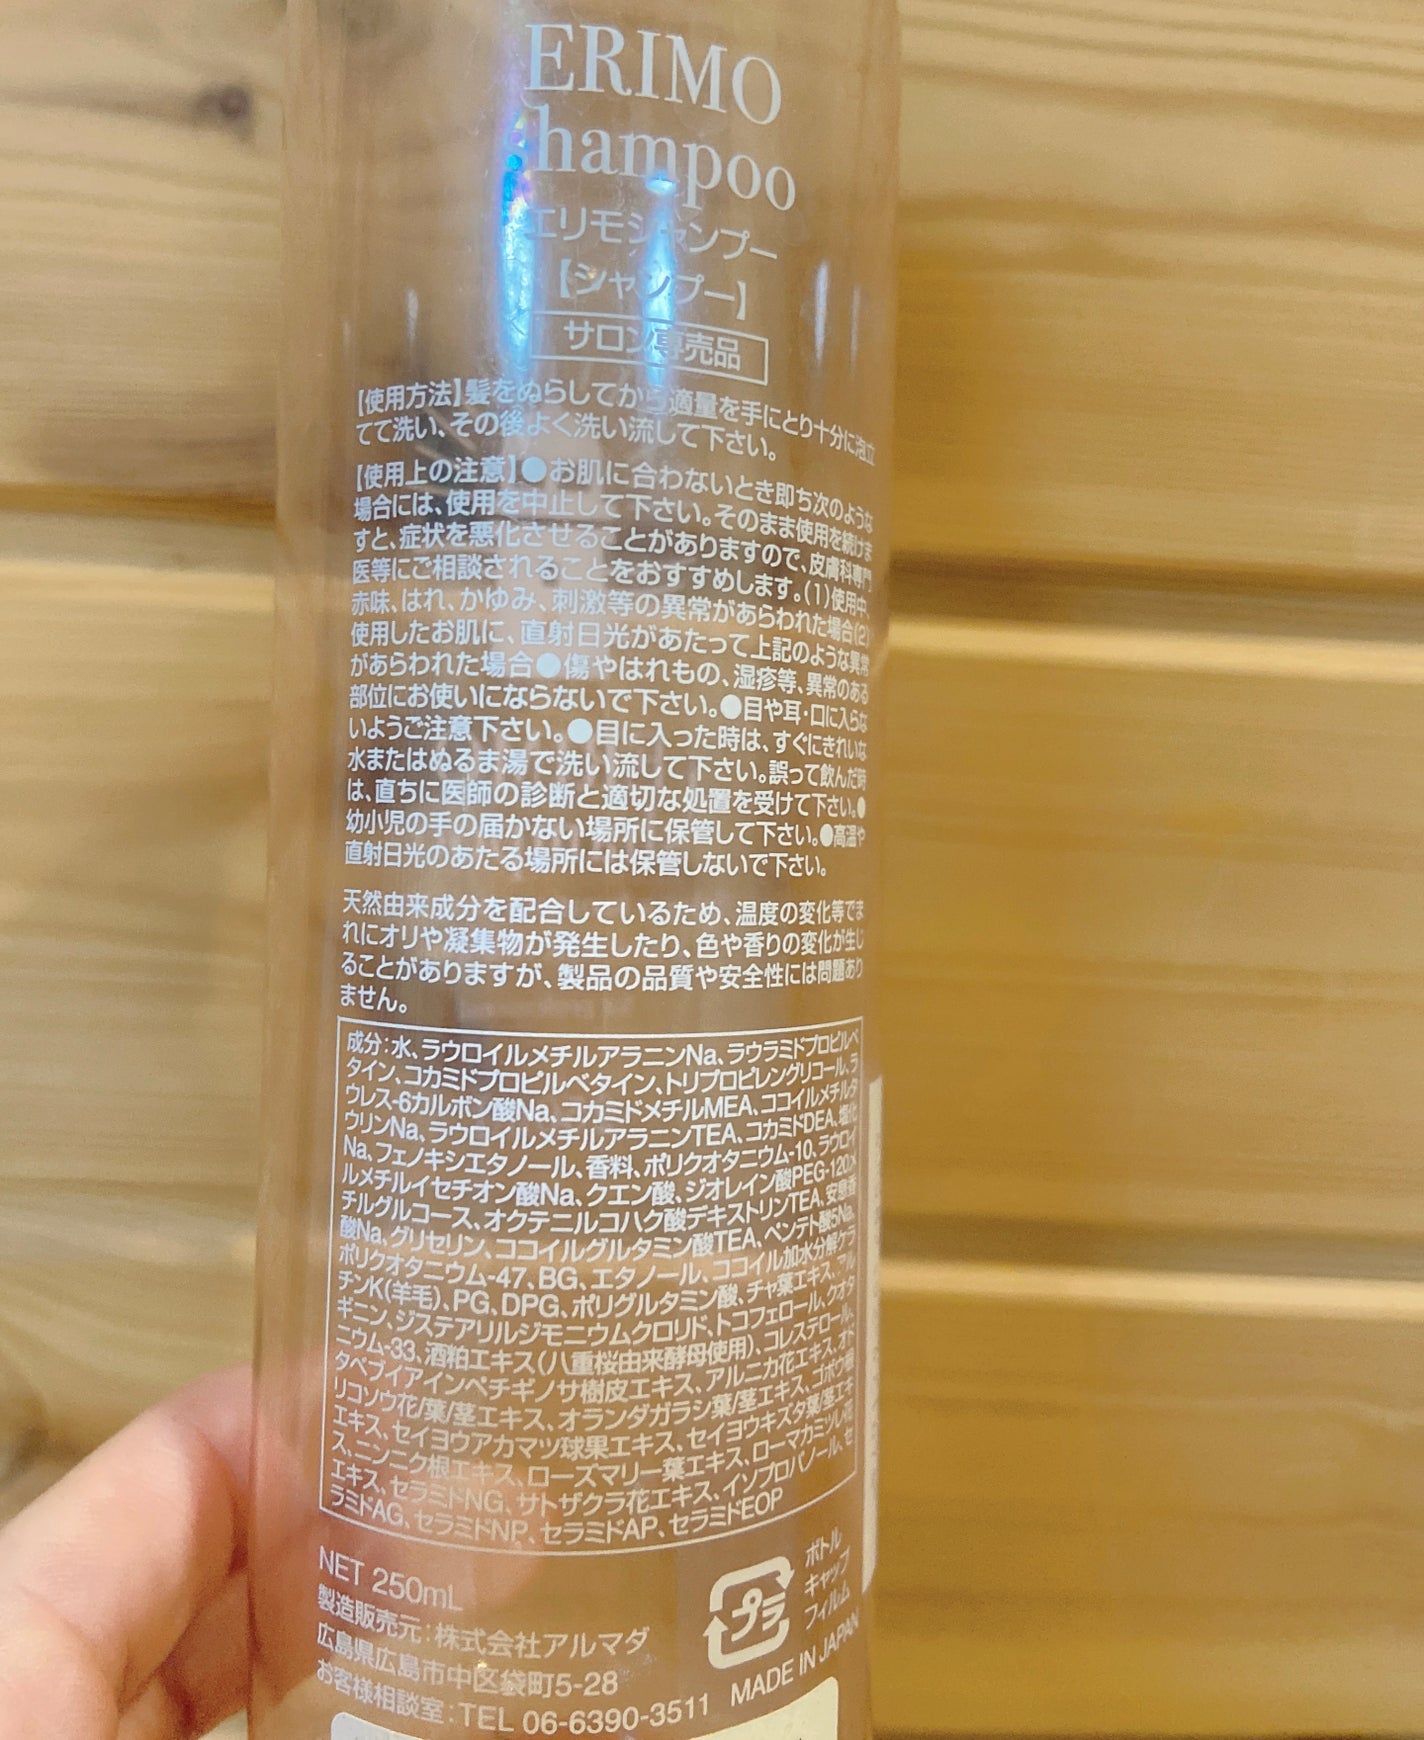 ERIMO
shampoo
エリモシャンプー
【シャンプー】
サロン専売品
【使用方法】髪をぬらしてから適量を手にとり十分に泡立
てて洗い、その後よく洗い流して下さい。
【使用上の注意】●お肌に合わないとき即ち次のような
場合には、使用を中止して下さい。そのまま使用を続けま
すと、症状を悪化させることがありますので、皮膚科専門
医等にご相談されることをおすすめします。(1)使用中、
赤味、はれ、かゆみ、刺激等の異常があらわれた場合(2)
使用したお肌に、直射日光があたって上記のような異常
があらわれた場合●傷やはれもの、湿疹等、異常のある
部位にお使いにならないで下さい。●目や耳・口に入らな
いようご注意下さい。●目に入った時は、すぐにきれいな
水またはぬるま湯で洗い流して下さい。誤って飲んだ時
は、直ちに医師の診断と適切な処置を受けて下さい。●
幼小児の手の届かない場所に保管して下さい。●高温や
直射日光のあたる場所には保管しないで下さい。
天然由来成分を配合しているため、温度の変化等でま
れにオリや凝集物が発生したり、色や香りの変化が生じ
ることがありますが、製品の品質や安全性には問題あり
ません。
成分：水、ラウロイルメチルアラニンNa、ラウラミドプロピルベ
タイン、コカミドプロピルベタイン、トリプロピレングリコール、ラ
ウレス-6カルボン酸Na、コカミドメチルMEA、ココイルメチルタ
ウリンNa、ラウロイルメチルアラニンTEA、コカミドDEA、塩化
Na、フェノキシエタノール、香料、ポリクオタニウム-10、ラウロイ
ルメチルイセチオン酸Na、クエン酸、ジオレイン酸PEG-120メ
チルグルコース、オクテニルコハク酸デキストリンTEA、安息香
酸Na、グリセリン、ココイルグルタミン酸TEA、ペンテト酸5Na、
ポリクオタニウム-47、BG、エタノール、ココイル加水分解ケラ
チンK(羊毛)、PG、DPG、ポリグルタミン酸、チャ葉エキス、アル
ギニン、ジステアリルジモニウムクロリド、トコフェロール、クオタ
ニウム-33、酒粕エキス(八重桜由来酵母使用)、コレステロール、
タベブイアインペチギノサ樹皮エキス、アルニカ花エキス、オド
リコソウ花/葉/茎エキス、オランダガラシ葉/茎エキス、ゴボウ根
エキス、セイヨウアカマツ球果エキス、セイヨウキズタ葉/茎エキ
ス、ニンニク根エキス、ローズマリー葉エキス、ローマカミツレ花
エキス、セラミドNG、サトザクラ花エキス、イソプロパノール、セ
ラミドAG、セラミドNP、セラミドAP、セラミドEOP
NET 250mL
製造販売元：株式会社アルマダ
広島県広島市中区袋町5-28
お客様相談室：TEL 06-6390-3511
プラ
ボトル
キャップ
フィルム
MADE IN JAPAN